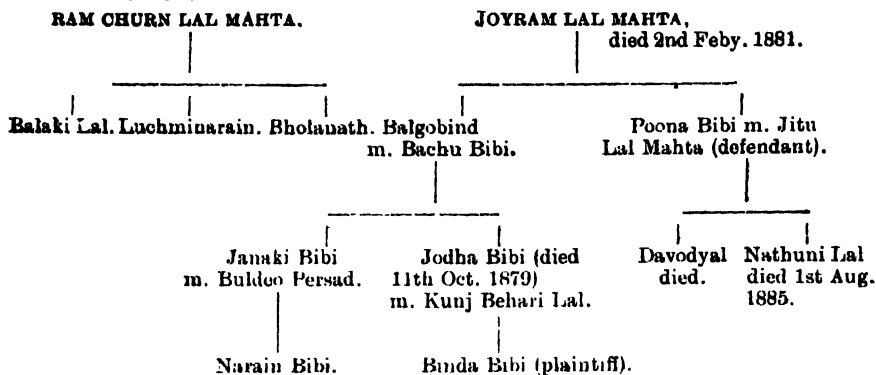 RAM CHURN LAL MAHTA. JOYRAM LAL MAHTA,
died 2nd Feby. 1881.
Balaki Lal. Luchminarain. Bholanath. Balgobind Poona Bibi m. Jitu
m. Bachu Bibi. Lal Mahta (defendant).
Janaki Bibi Jodha Bibi (died Davodyal Nathuni Lal
m. Buldeo Persad. 11th Oct. 1879) died. died 1st Aug.
m. Kunj Behari Lal. 1885.
Narain Bibi. Binda Bibi (plaintiff).